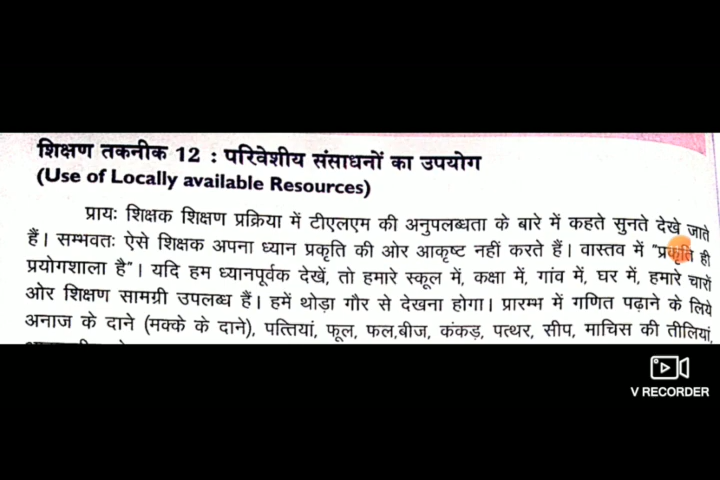 शिक्षण तकनीक 12 : परिवेशीय संसाधनों का उपयोग
(Use of Locally available Resources)
प्रायः शिक्षक शिक्षण प्रक्रिया में टीएलएम की अनुपलब्धता के बारे में कहते सुनते देखे जाते
हैं। सम्भवतः ऐसे शिक्षक अपना ध्यान प्रकृति की ओर आकृष्ट नहीं करते हैं। वास्तव में "प्रकृति ही
प्रयोगशाला है"। यदि हम ध्यानपूर्वक देखें, तो हमारे स्कूल में, कक्षा में, गांव में, घर में, हमारे चारों
ओर शिक्षण सामग्री उपलब्ध हैं। हमें थोड़ा गौर से देखना होगा। प्रारम्भ में गणित पढ़ाने के लिये
अनाज के दाने (मक्के के दाने), पत्तियां, फूल, फल,बीज, कंकड़, पत्थर, सीप, माचिस की तीलियां,
V RECORDER